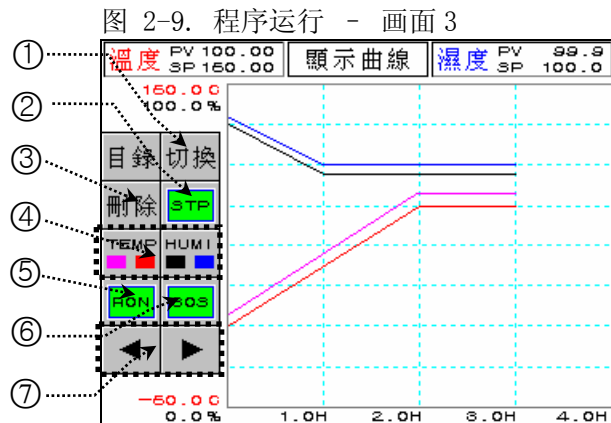 图 2-9. 程序运行 – 画面 3
溫度 PV 100.00 SP 150.00
顯示曲線
濕度 PV 99.9 SP 100.0
150.0 C
100.0 %
①
②
③
④
⑤
⑥
⑦
目錄 切換
刪除 STP
TEMP HUMI
RON SOS
◀ ▶
-50.0 C
0.0 % 1.0H 2.0H 3.0H 4.0H